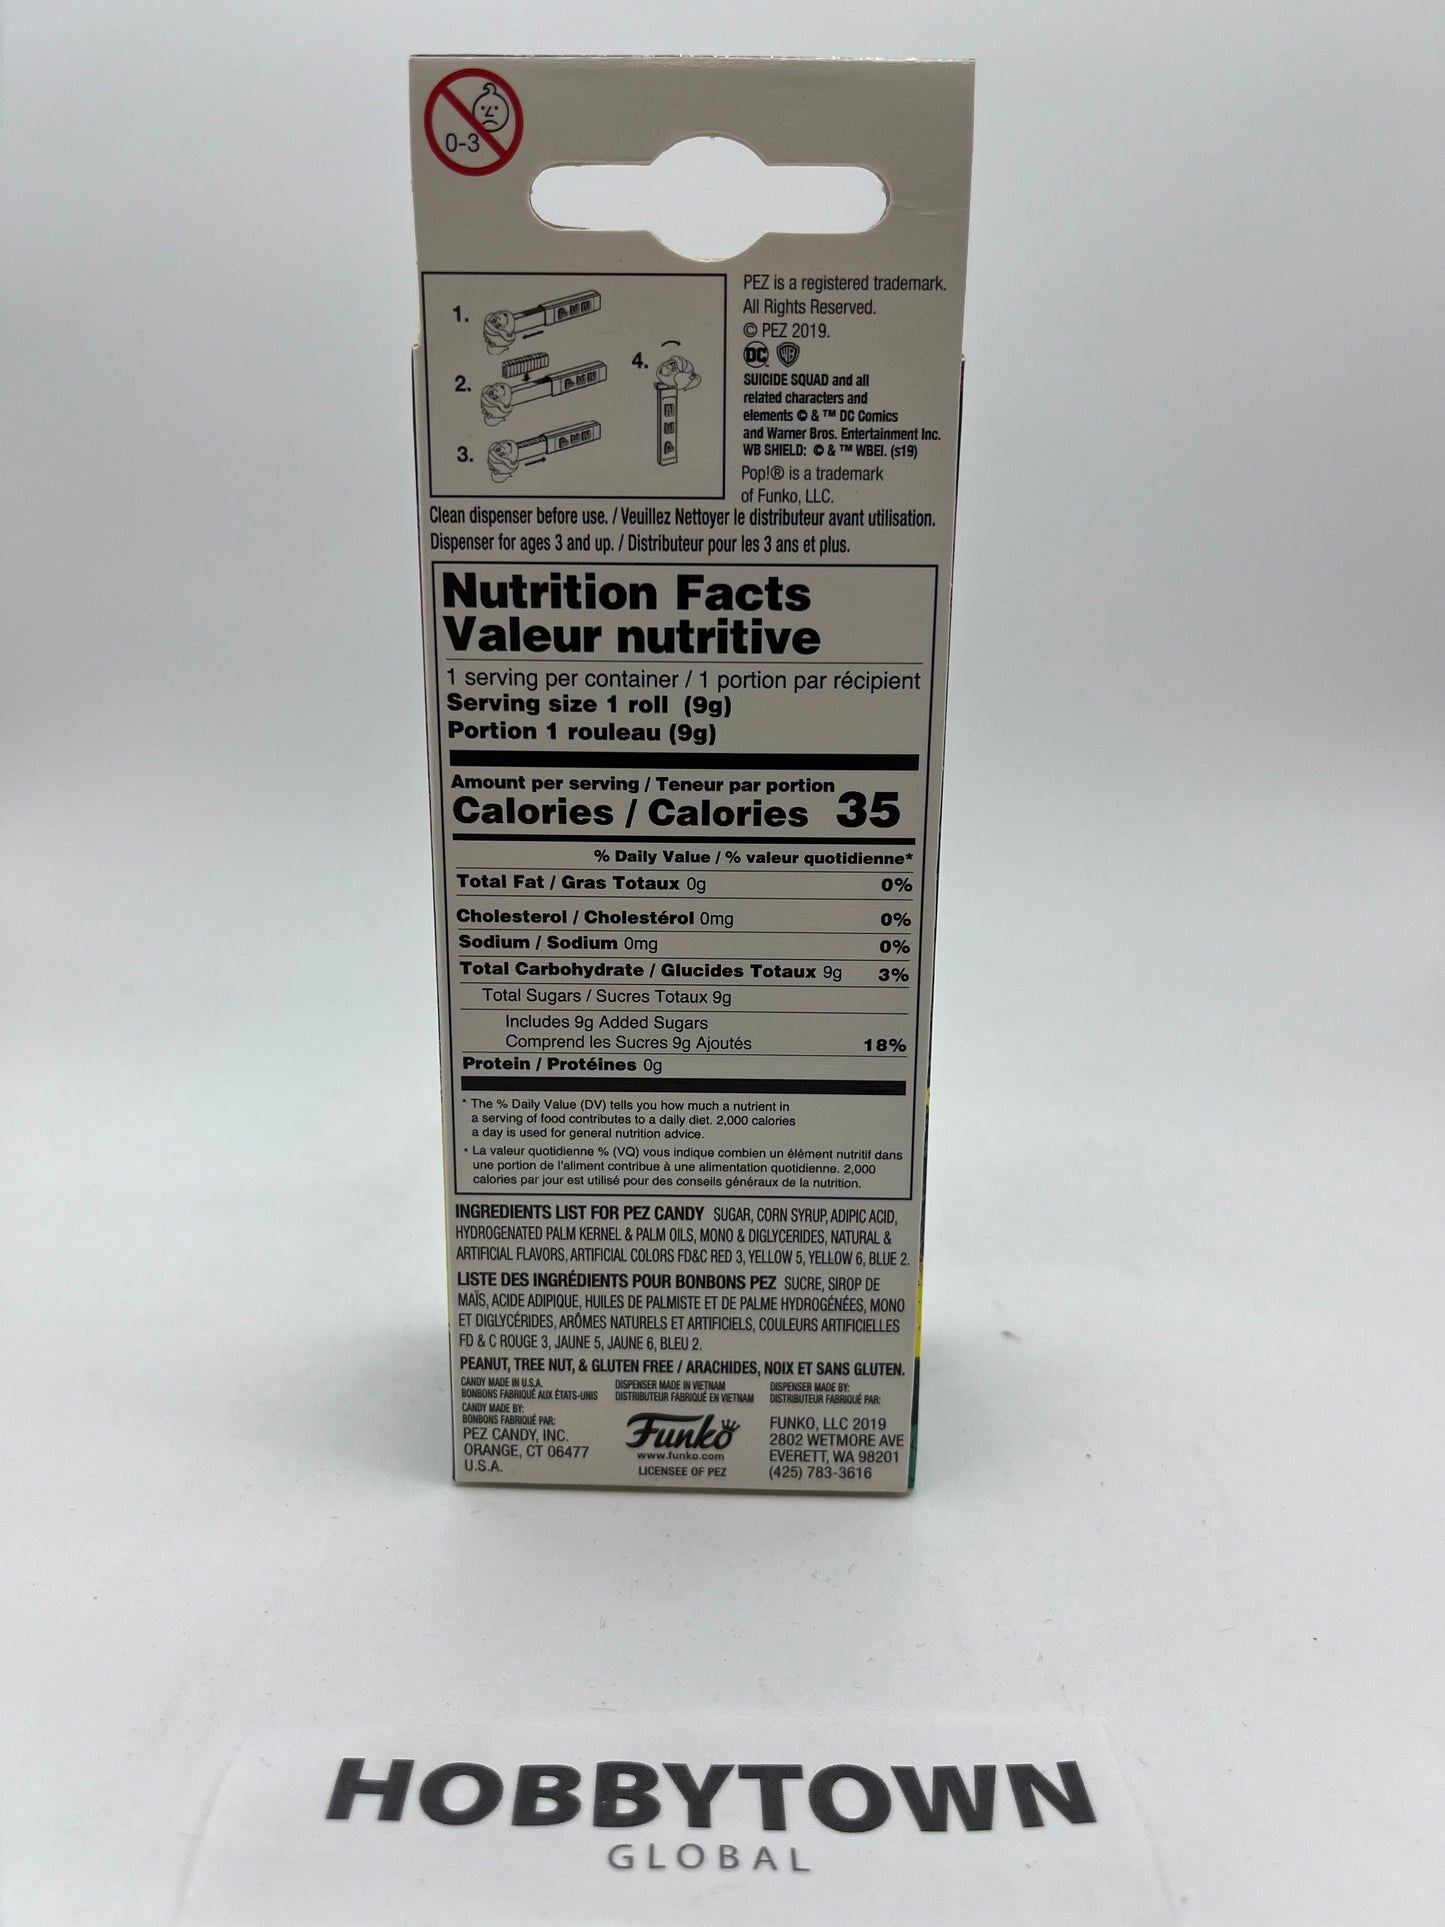 0-3
1.
2.
3.
4.
PEZ is a registered trademark.
All Rights Reserved.
© PEZ 2019.
DC WB
SUICIDE SQUAD and all
related characters and
elements © & ™ DC Comics
and Warner Bros. Entertainment Inc.
WB SHIELD: © & ™ WBEI. (s19)
Pop!® is a trademark
of Funko, LLC.
Clean dispenser before use. / Veuillez Nettoyer le distributeur avant utilisation.
Dispenser for ages 3 and up. / Distributeur pour les 3 ans et plus.
Nutrition Facts
Valeur nutritive
1 serving per container / 1 portion par récipient
Serving size 1 roll (9g)
Portion 1 rouleau (9g)
Amount per serving / Teneur par portion
Calories / Calories 35
% Daily Value / % valeur quotidienne*
Total Fat / Gras Totaux 0g 0%
Cholesterol / Cholestérol 0mg 0%
Sodium / Sodium 0mg 0%
Total Carbohydrate / Glucides Totaux 9g 3%
Total Sugars / Sucres Totaux 9g
Includes 9g Added Sugars
Comprend les Sucres 9g Ajoutés 18%
Protein / Protéines 0g
* The % Daily Value (DV) tells you how much a nutrient in
a serving of food contributes to a daily diet. 2,000 calories
a day is used for general nutrition advice.
* La valeur quotidienne % (VQ) vous indique combien un élément nutritif dans
une portion de l'aliment contribue à une alimentation quotidienne. 2,000
calories par jour est utilisé pour des conseils généraux de la nutrition.
INGREDIENTS LIST FOR PEZ CANDY SUGAR, CORN SYRUP, ADIPIC ACID,
HYDROGENATED PALM KERNEL & PALM OILS, MONO & DIGLYCERIDES, NATURAL &
ARTIFICIAL FLAVORS, ARTIFICIAL COLORS FD&C RED 3, YELLOW 5, YELLOW 6, BLUE 2.
LISTE DES INGRÉDIENTS POUR BONBONS PEZ SUCRE, SIROP DE
MAÏS, ACIDE ADIPIQUE, HUILES DE PALMISTE ET DE PALME HYDROGÉNÉES, MONO
ET DIGLYCÉRIDES, ARÔMES NATURELS ET ARTIFICIELS, COULEURS ARTIFICIELLES
FD & C ROUGE 3, JAUNE 5, JAUNE 6, BLEU 2.
PEANUT, TREE NUT, & GLUTEN FREE / ARACHIDES, NOIX ET SANS GLUTEN.
CANDY MADE IN U.S.A.
BONBONS FABRIQUÉ AUX ÉTATS-UNIS
CANDY MADE BY:
BONBONS FABRIQUÉ PAR:
PEZ CANDY, INC.
ORANGE, CT 06477
U.S.A.
DISPENSER MADE IN VIETNAM
DISTRIBUTEUR FABRIQUÉ EN VIETNAM
Funko
www.funko.com
LICENSEE OF PEZ
DISPENSER MADE BY:
DISTRIBUTEUR FABRIQUÉ PAR:
FUNKO, LLC 2019
2802 WETMORE AVE
EVERETT, WA 98201
(425) 783-3616
HOBBYTOWN
GLOBAL